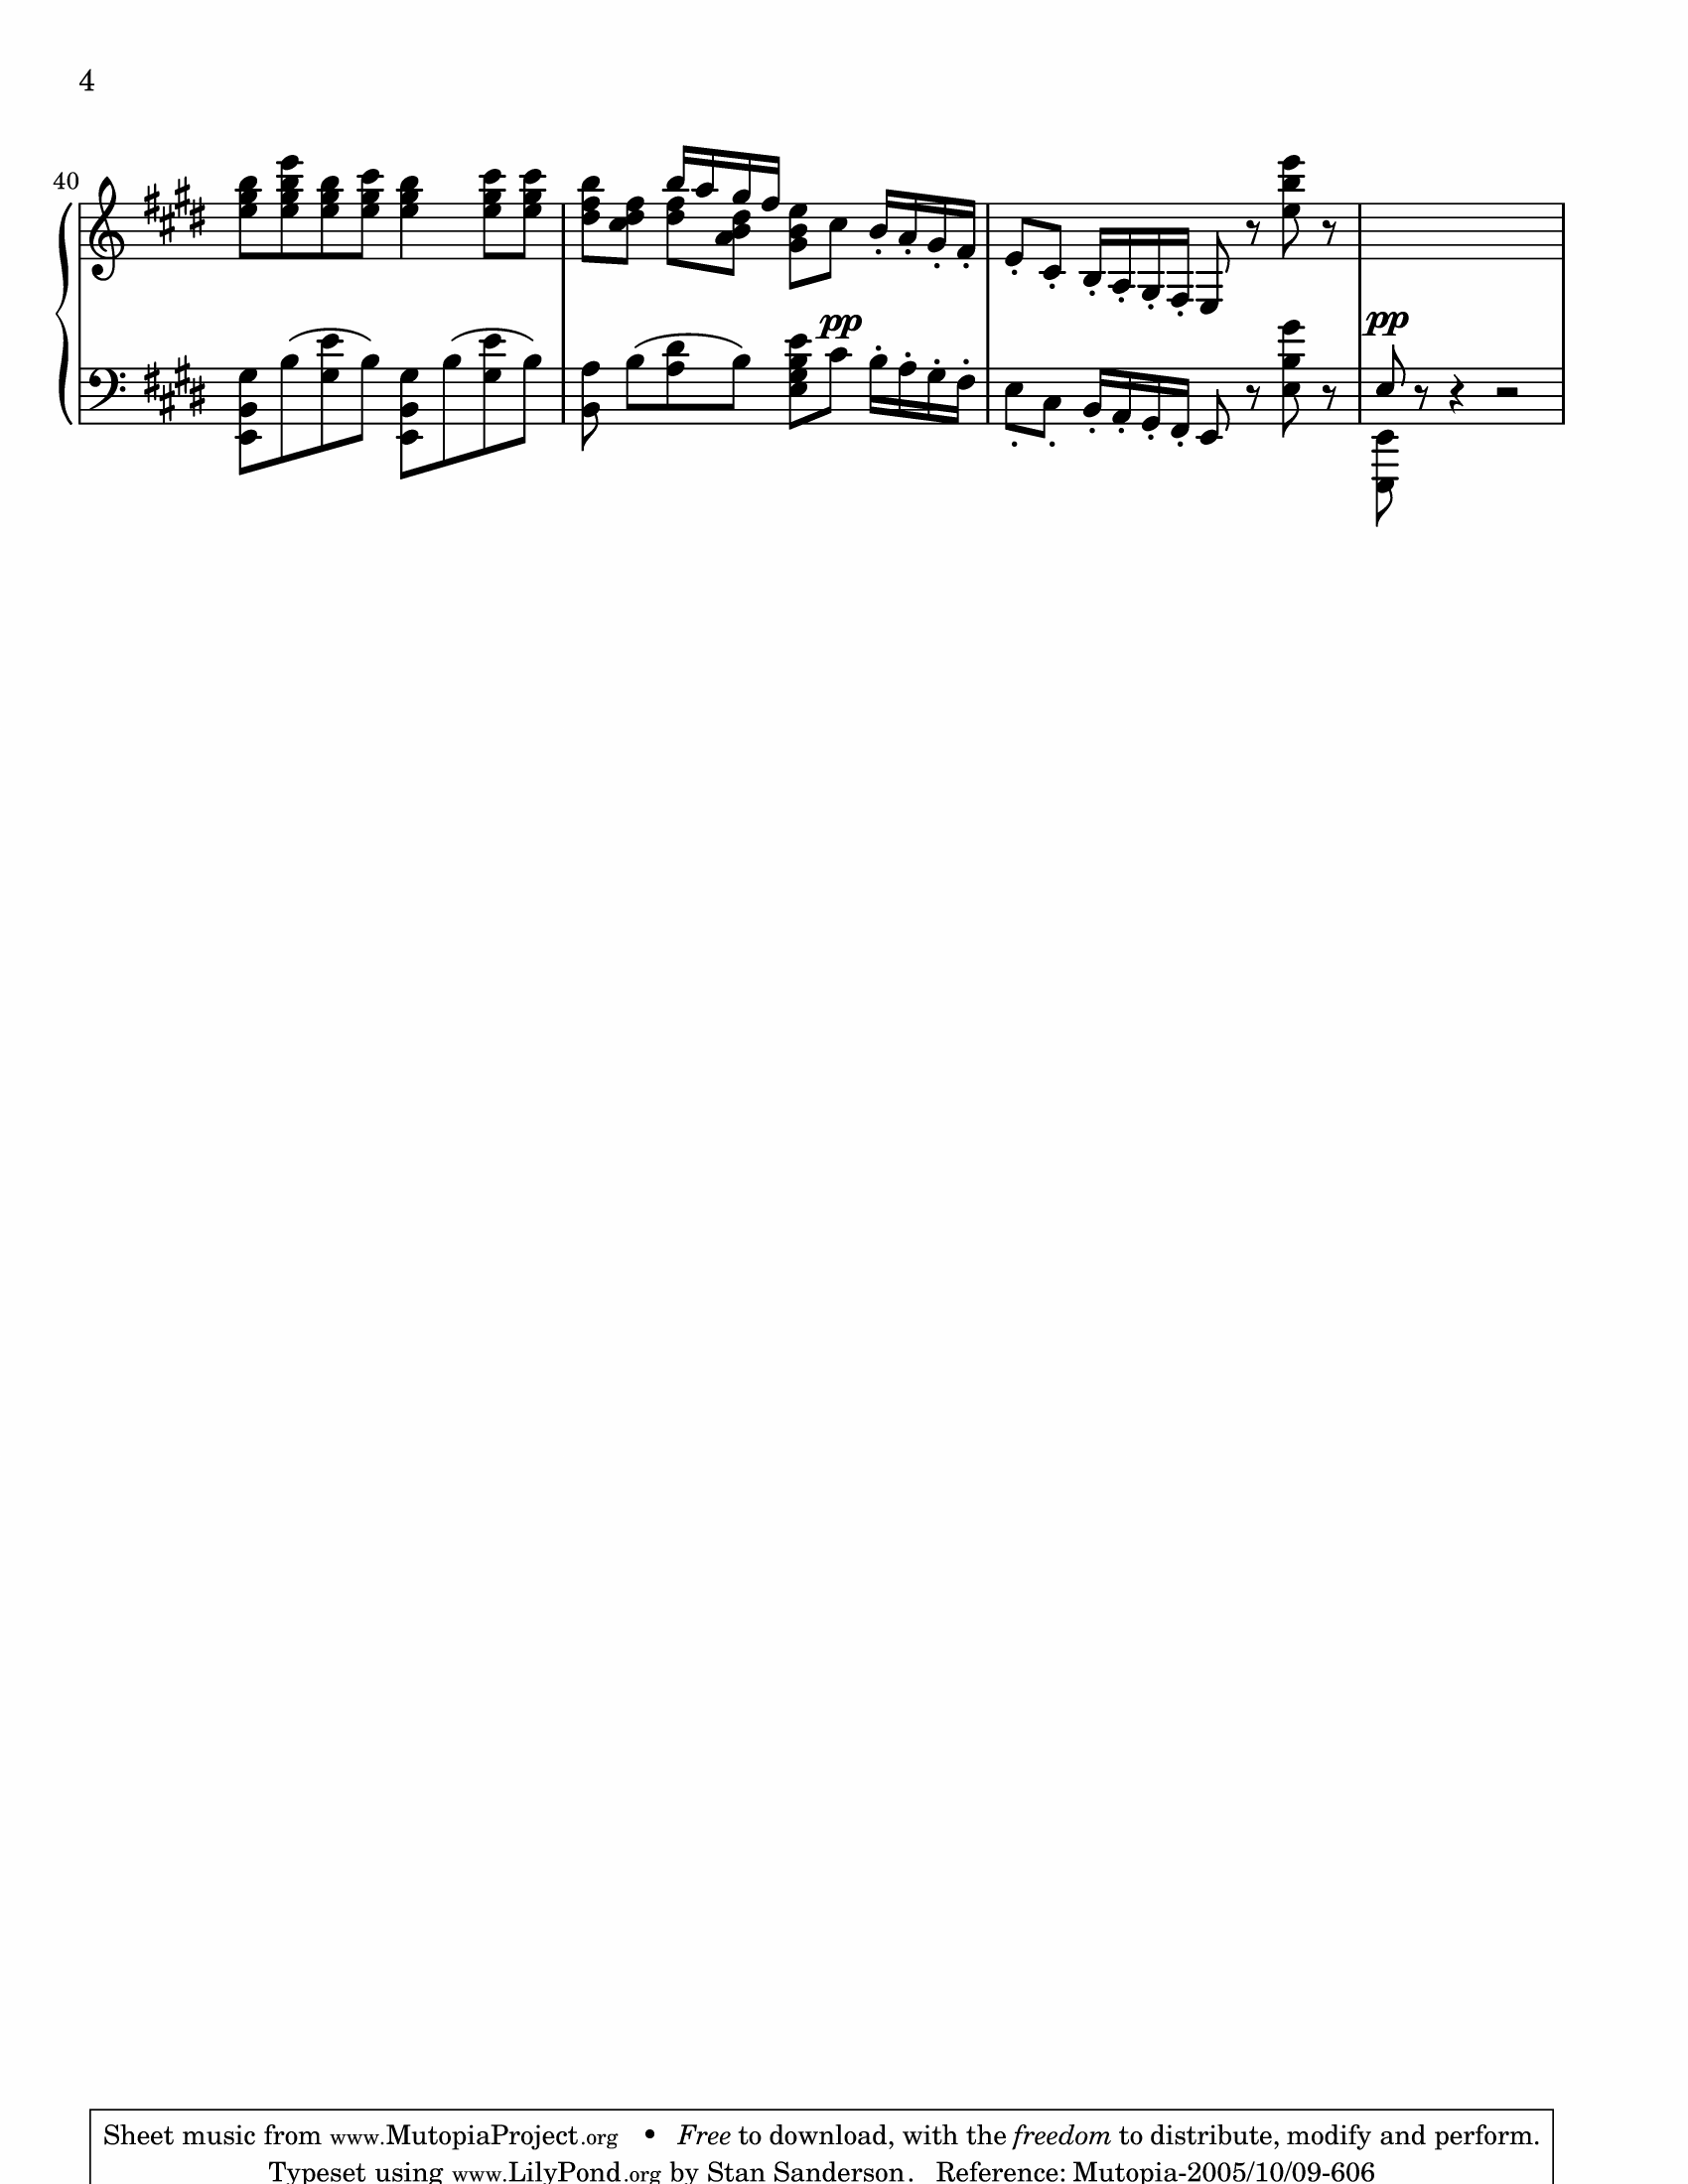 4
40
pp
pp
Sheet music from www.MutopiaProject.org • Free to download, with the freedom to distribute, modify and perform.
Typeset using www.LilyPond.org by Stan Sanderson. Reference: Mutopia-2005/10/09-606